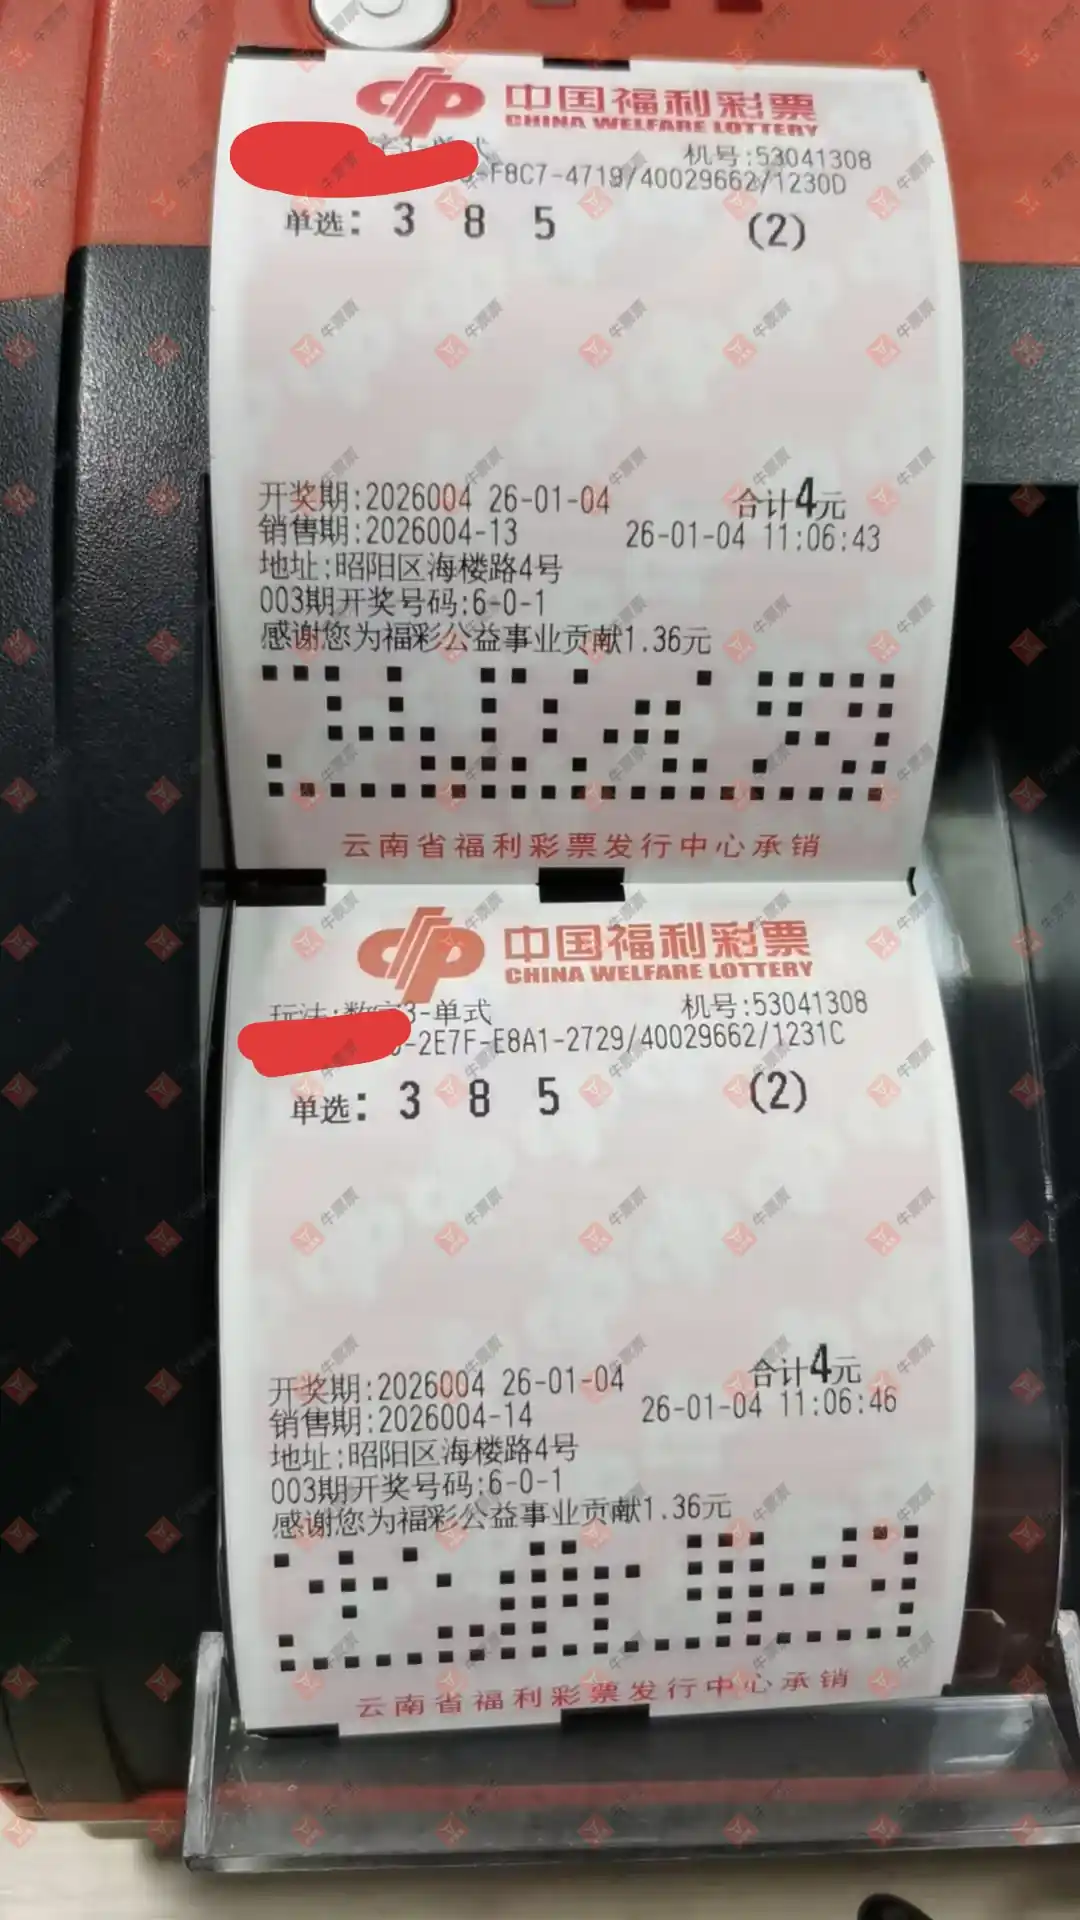 中国福利彩票
CHINA WELFARE LOTTERY
机号:53041308
-F8C7-4719/40029662/1230D
单选: 3 8 5 (2)
开奖期:2026004 26-01-04 合计4元
销售期:2026004-13 26-01-04 11:06:43
地址:昭阳区海楼路4号
003期开奖号码:6-0-1
感谢您为福彩公益事业贡献1.36元
云南省福利彩票发行中心承销
中国福利彩票
CHINA WELFARE LOTTERY
玩法:数字3-单式 机号:53041308
-2E7F-E8A1-2729/40029662/1231C
单选: 3 8 5 (2)
开奖期:2026004 26-01-04 合计4元
销售期:2026004-14 26-01-04 11:06:46
地址:昭阳区海楼路4号
003期开奖号码:6-0-1
感谢您为福彩公益事业贡献1.36元
云南省福利彩票发行中心承销
牛票票